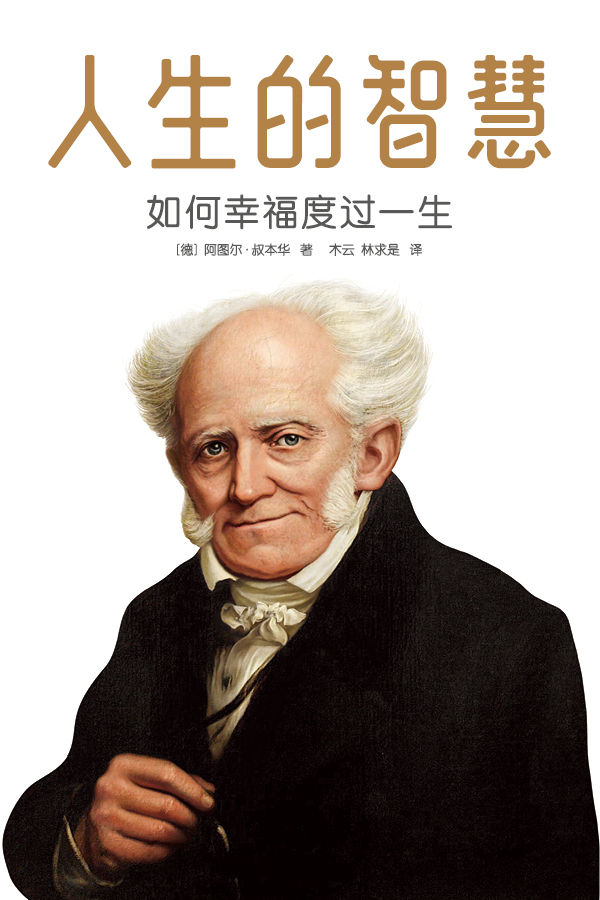 人生的智慧
如何幸福度过一生
[德] 阿图尔·叔本华 著 木云 林求是 译